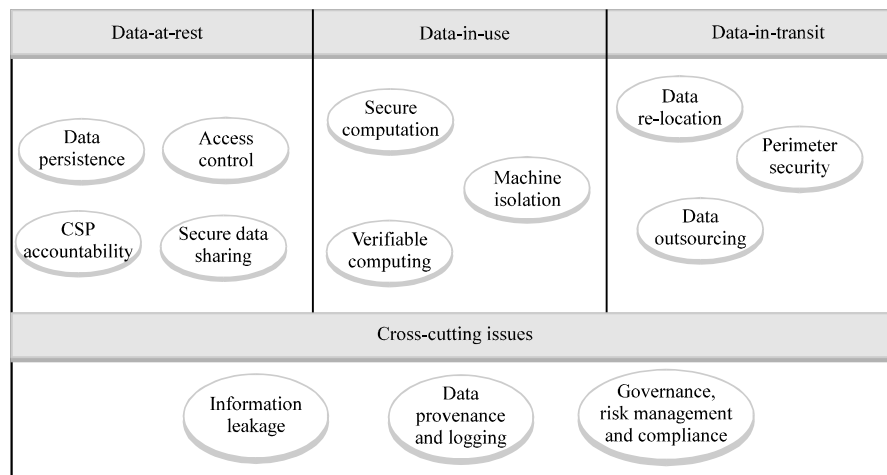 Data-at-rest
Data-in-use
Data-in-transit
Data
persistence
Access
control
CSP
accountability
Secure data
sharing
Secure
computation
Machine
isolation
Verifiable
computing
Data
re-location
Perimeter
security
Data
outsourcing
Cross-cutting issues
Information
leakage
Data
provenance
and logging
Governance,
risk management
and compliance